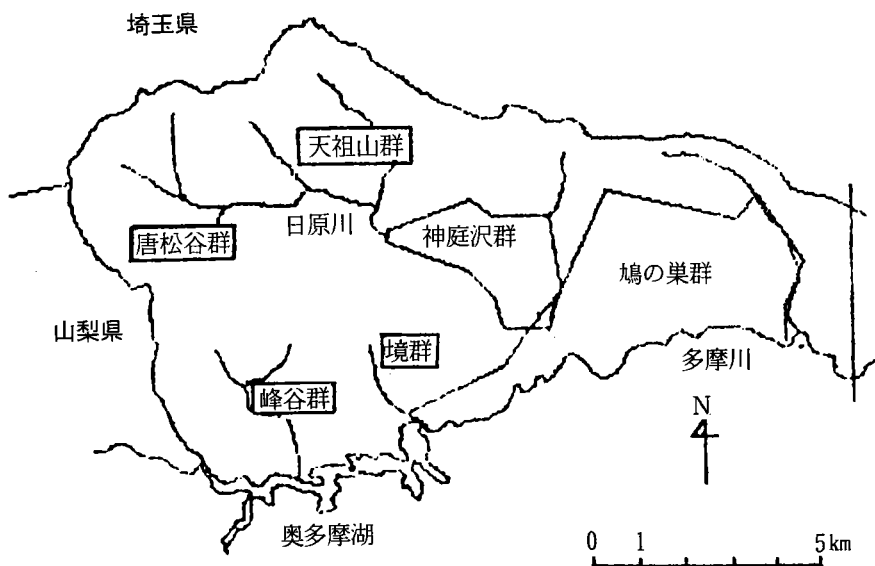 埼玉県
天祖山群
唐松谷群
日原川
神庭沢群
鳩の巣群
山梨県
境群
多摩川
峰谷群
N
奥多摩湖
0 1 5km